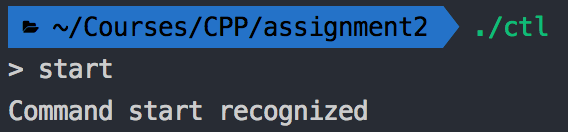 ~/Courses/CPP/assignment2 ./ctl
> start
Command start recognized